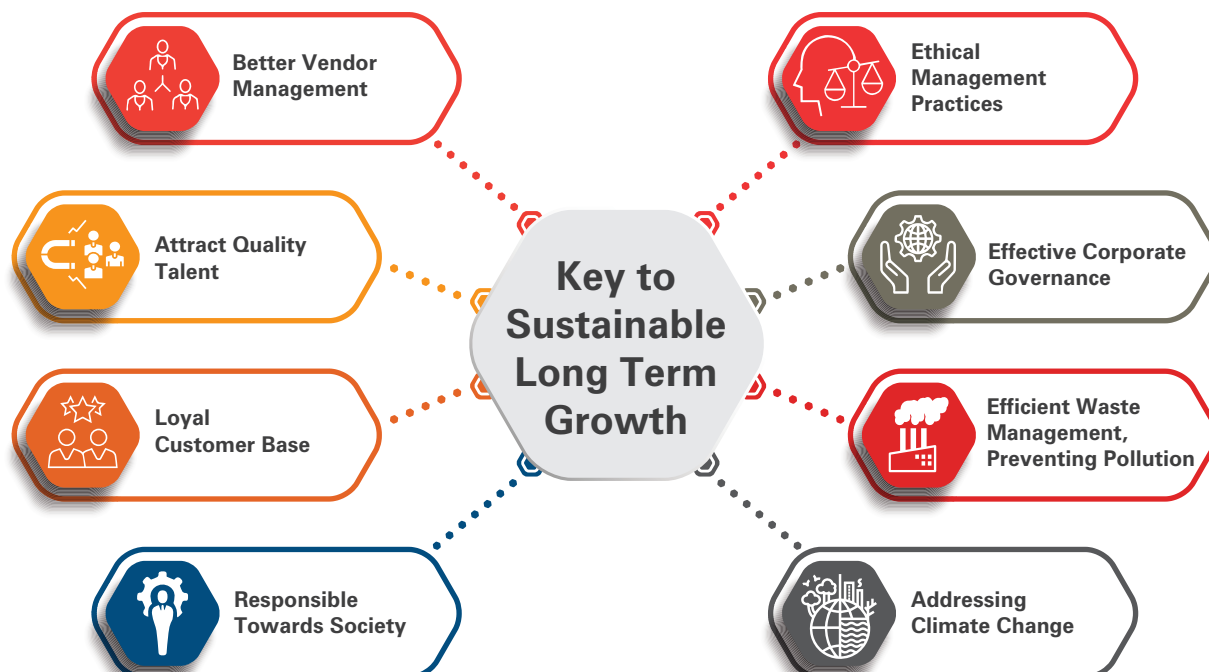 Better Vendor
Management
Ethical
Management
Practices
Attract Quality
Talent
Effective Corporate
Governance
Key to
Sustainable
Long Term
Growth
Loyal
Customer Base
Efficient Waste
Management,
Preventing Pollution
Responsible
Towards Society
Addressing
Climate Change